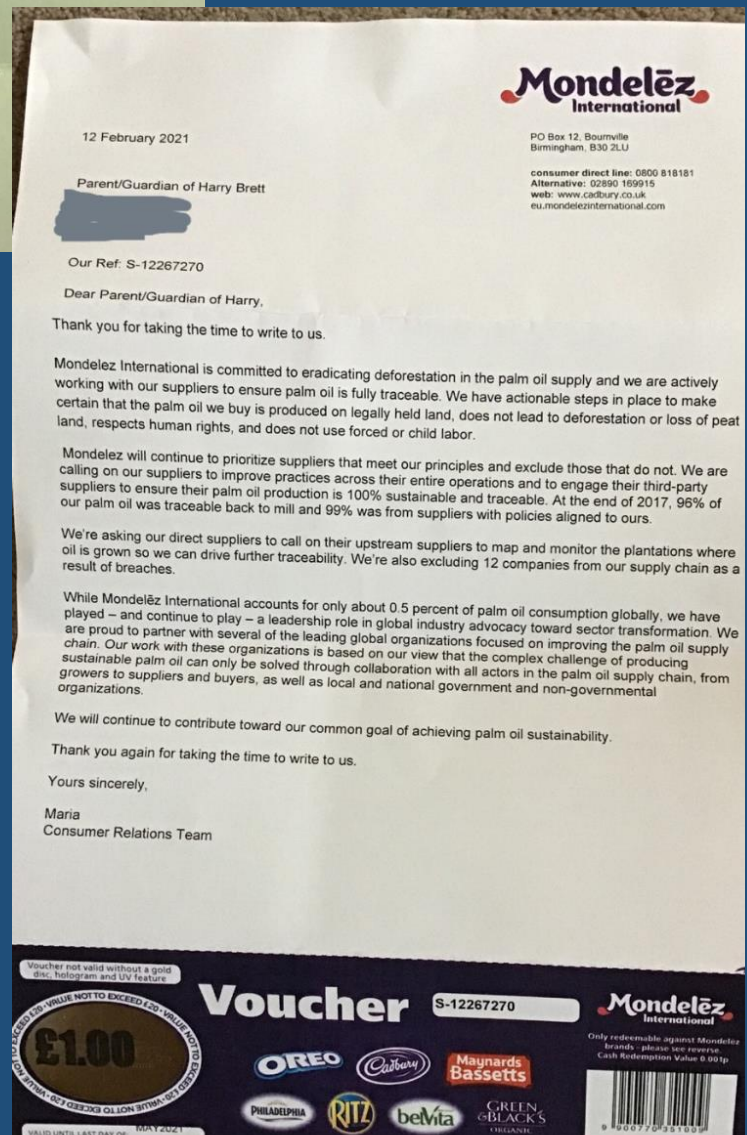 Mondelēz
International
PO Box 12, Bournville
Birmingham, B30 2LU
consumer direct line: 0800 818181
Alternative: 02890 169915
web: www.cadbury.co.uk
eu.mondelezinternational.com
12 February 2021
Parent/Guardian of Harry Brett
Our Ref: S-12267270
Dear Parent/Guardian of Harry,
Thank you for taking the time to write to us.
Mondelez International is committed to eradicating deforestation in the palm oil supply and we are actively
working with our suppliers to ensure palm oil is fully traceable. We have actionable steps in place to make
certain that the palm oil we buy is produced on legally held land, does not lead to deforestation or loss of peat
land, respects human rights, and does not use forced or child labor.
Mondelez will continue to prioritize suppliers that meet our principles and exclude those that do not. We are
calling on our suppliers to improve practices across their entire operations and to engage their third-party
suppliers to ensure their palm oil production is 100% sustainable and traceable. At the end of 2017, 96% of
our palm oil was traceable back to mill and 99% was from suppliers with policies aligned to ours.
We're asking our direct suppliers to call on their upstream suppliers to map and monitor the plantations where
oil is grown so we can drive further traceability. We're also excluding 12 companies from our supply chain as a
result of breaches.
While Mondelēz International accounts for only about 0.5 percent of palm oil consumption globally, we have
played – and continue to play – a leadership role in global industry advocacy toward sector transformation. We
are proud to partner with several of the leading global organizations focused on improving the palm oil supply
chain. Our work with these organizations is based on our view that the complex challenge of producing
sustainable palm oil can only be solved through collaboration with all actors in the palm oil supply chain, from
growers to suppliers and buyers, as well as local and national government and non-governmental
organizations.
We will continue to contribute toward our common goal of achieving palm oil sustainability.
Thank you again for taking the time to write to us.
Yours sincerely,
Maria
Consumer Relations Team
Voucher not valid without a gold
disc, hologram and UV feature
VALUE NOT TO EXCEED £20
£1.00
Voucher
S-12267270
Mondelēz
International
Only redeemable against Mondelez
brands - please see reverse.
Cash Redemption Value 0.001p
OREO
Cadbury
Maynards
Bassetts
PHILADELPHIA
RITZ
belVita
GREEN
&BLACK'S
ORGANIC
VALID UNTIL LAST DAY OF MAY 2021